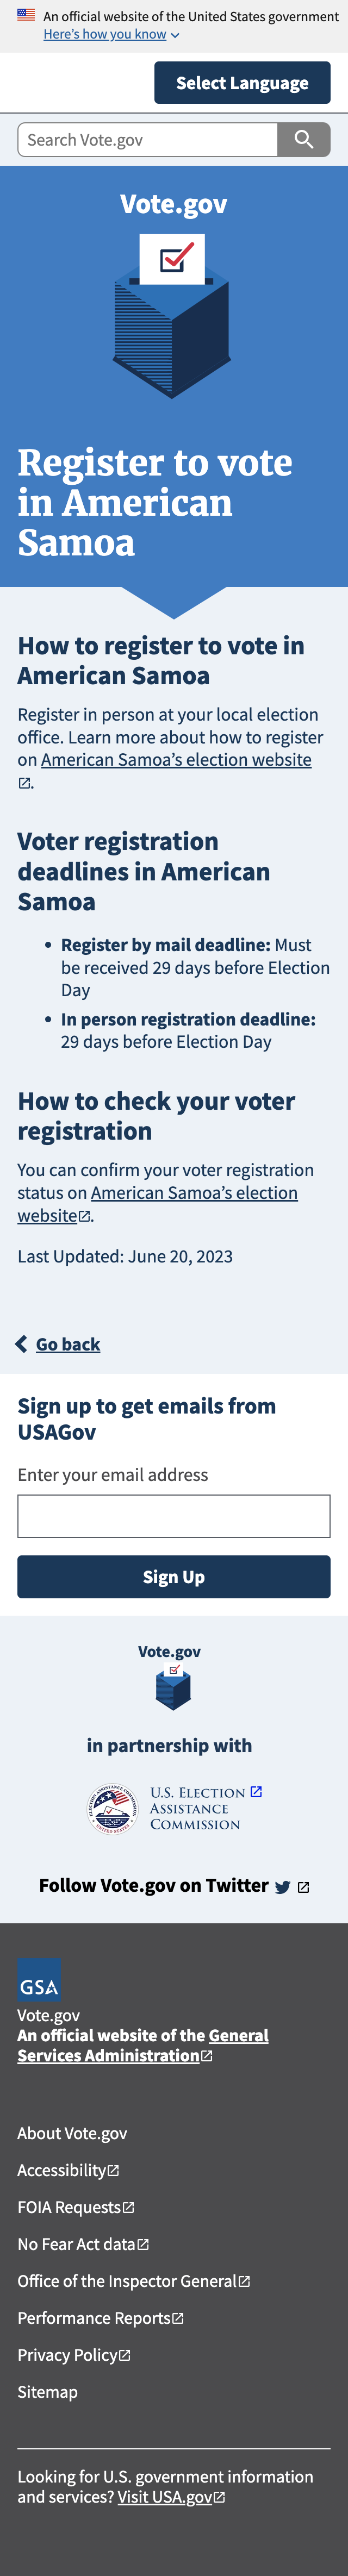 An official website of the United States government
Here’s how you know
Select Language
Search Vote.gov
Vote.gov
Register to vote
in American
Samoa
How to register to vote in
American Samoa
Register in person at your local election
office. Learn more about how to register
on American Samoa’s election website
.
Voter registration
deadlines in American
Samoa
• Register by mail deadline: Must
be received 29 days before Election
Day
• In person registration deadline:
29 days before Election Day
How to check your voter
registration
You can confirm your voter registration
status on American Samoa’s election
website.
Last Updated: June 20, 2023
Go back
Sign up to get emails from
USAGov
Enter your email address
Sign Up
Vote.gov
in partnership with
U.S. ELECTION
ASSISTANCE
COMMISSION
Follow Vote.gov on Twitter
GSA
Vote.gov
An official website of the General
Services Administration
About Vote.gov
Accessibility
FOIA Requests
No Fear Act data
Office of the Inspector General
Performance Reports
Privacy Policy
Sitemap
Looking for U.S. government information
and services? Visit USA.gov